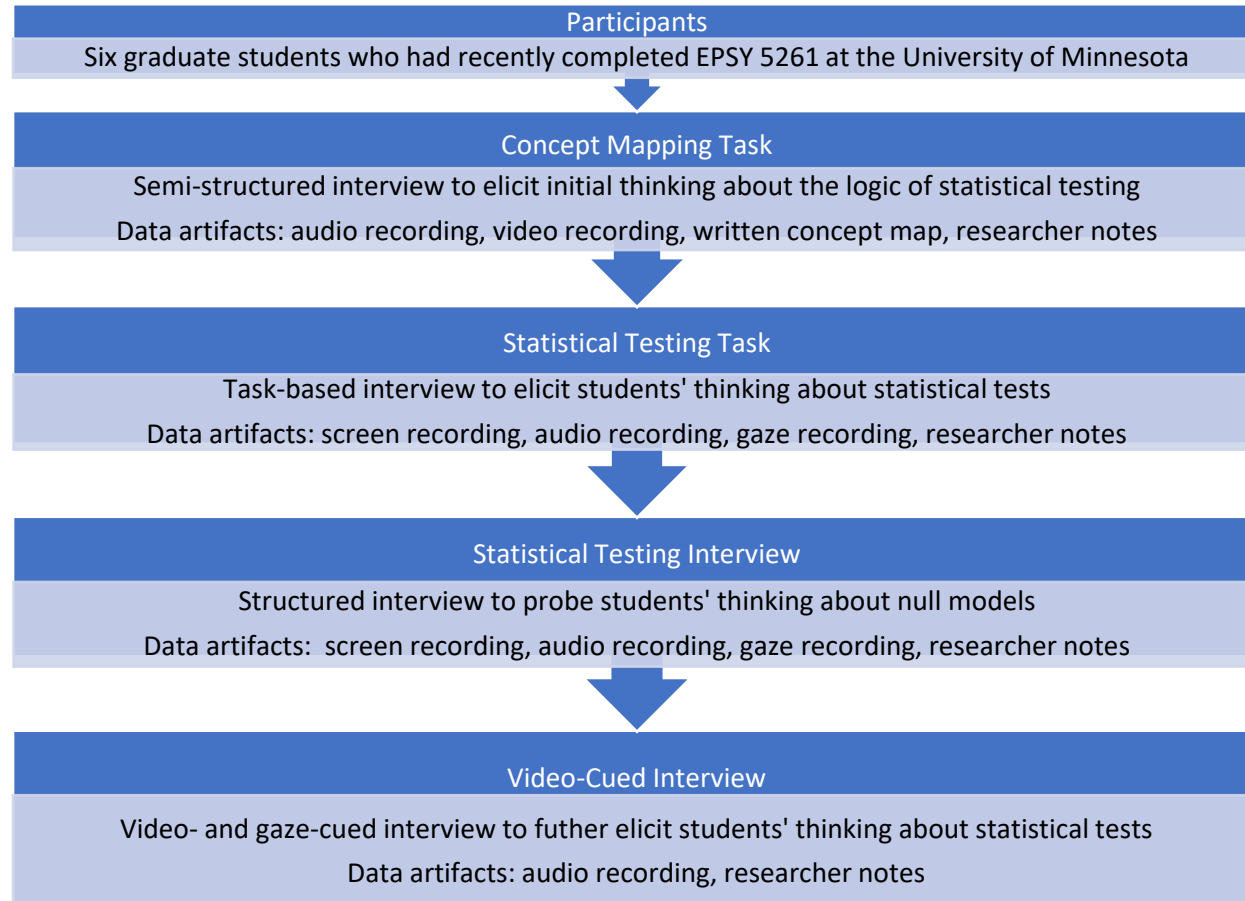 Participants
Six graduate students who had recently completed EPSY 5261 at the University of Minnesota
Concept Mapping Task
Semi-structured interview to elicit initial thinking about the logic of statistical testing
Data artifacts: audio recording, video recording, written concept map, researcher notes
Statistical Testing Task
Task-based interview to elicit students' thinking about statistical tests
Data artifacts: screen recording, audio recording, gaze recording, researcher notes
Statistical Testing Interview
Structured interview to probe students' thinking about null models
Data artifacts:  screen recording, audio recording, gaze recording, researcher notes
Video-Cued Interview
Video- and gaze-cued interview to futher elicit students' thinking about statistical tests
Data artifacts: audio recording, researcher notes